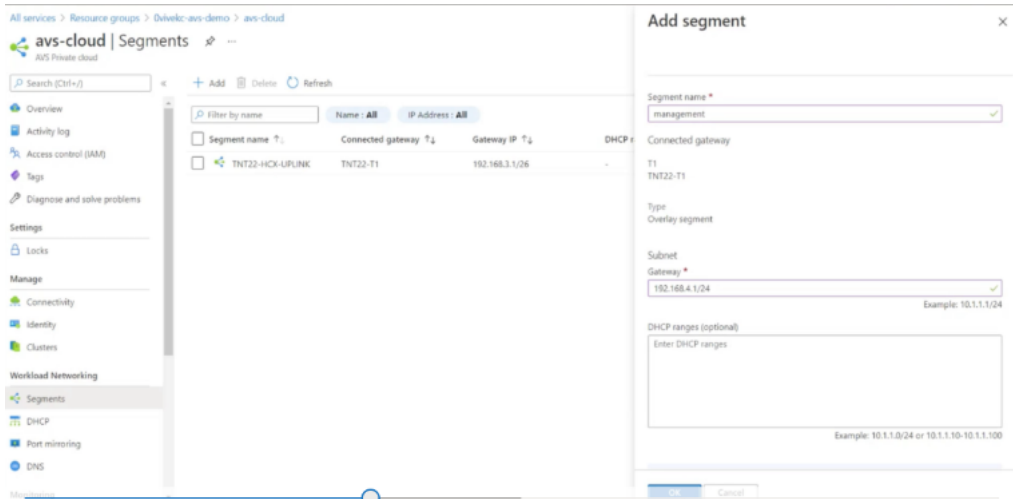 All services > Resource groups > 0vivekc-avs-demo > avs-cloud
avs-cloud | Segments
AVS Private cloud
Search (Ctrl+/)
Overview
Activity log
Access control (IAM)
Tags
Diagnose and solve problems
Settings
Locks
Manage
Connectivity
Identity
Clusters
Workload Networking
Segments
DHCP
Port mirroring
DNS
Monitoring
+ Add Delete Refresh
Filter by name Name : All IP Address : All
Segment name Connected gateway Gateway IP DHCP r
TNT22-HCX-UPLINK TNT22-T1 192.168.3.1/26 -
Add segment
Segment name *
management
Connected gateway
T1
TNT22-T1
Type
Overlay segment
Subnet
Gateway *
192.168.4.1/24
Example: 10.1.1.1/24
DHCP ranges (optional)
Enter DHCP ranges
Example: 10.1.1.0/24 or 10.1.1.10-10.1.1.100
OK Cancel